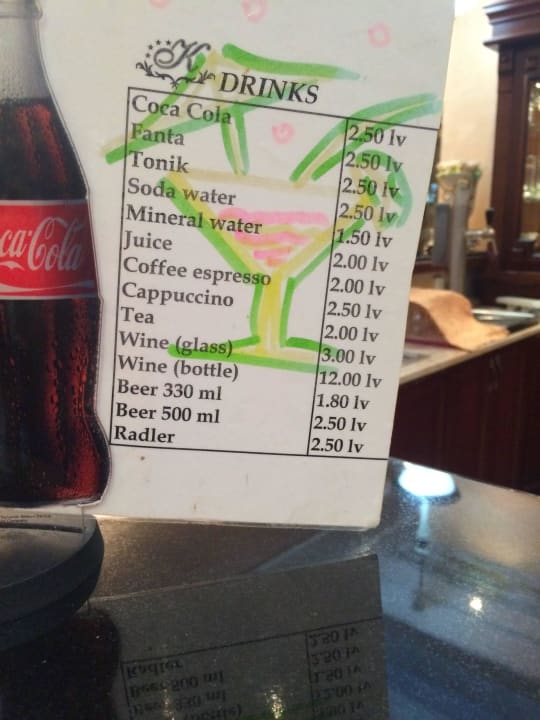 K
DRINKS
Coca Cola 2.50 lv
Fanta 2.50 lv
Tonik 2.50 lv
Soda water 2.50 lv
Mineral water 1.50 lv
Juice 2.00 lv
Coffee espresso 2.00 lv
Cappuccino 2.50 lv
Tea 2.00 lv
Wine (glass) 3.00 lv
Wine (bottle) 12.00 lv
Beer 330 ml 1.80 lv
Beer 500 ml 2.50 lv
Radler 2.50 lv
ca-Cola